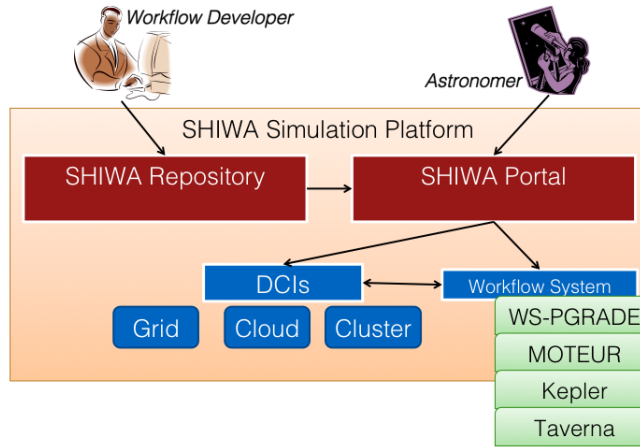 Workflow Developer
Astronomer
SHIWA Simulation Platform
SHIWA Repository
SHIWA Portal
DCIs
Workflow System
Grid
Cloud
Cluster
WS-PGRADE
MOTEUR
Kepler
Taverna